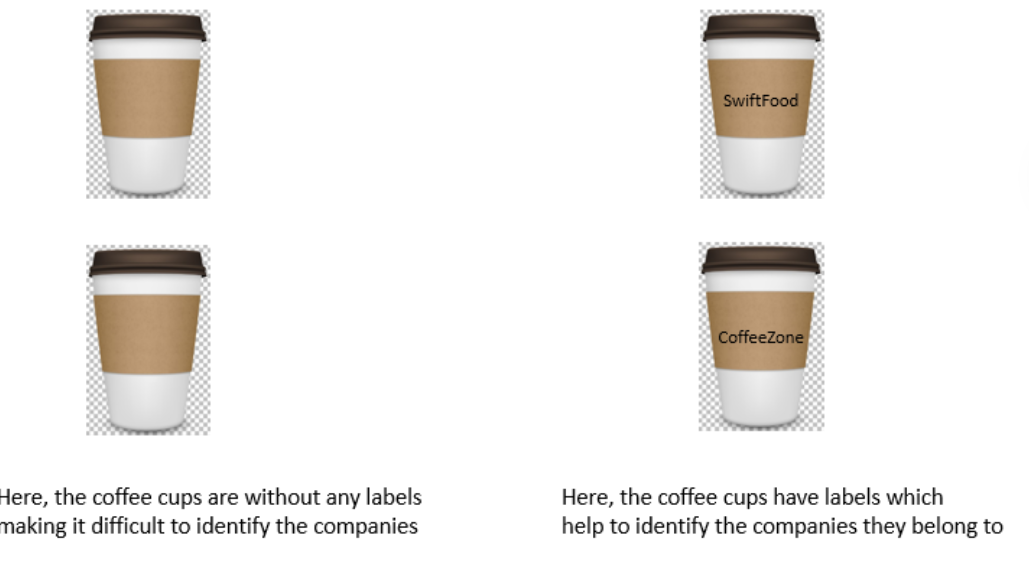 SwiftFood
CoffeeZone
Here, the coffee cups are without any labels
making it difficult to identify the companies
Here, the coffee cups have labels which
help to identify the companies they belong to